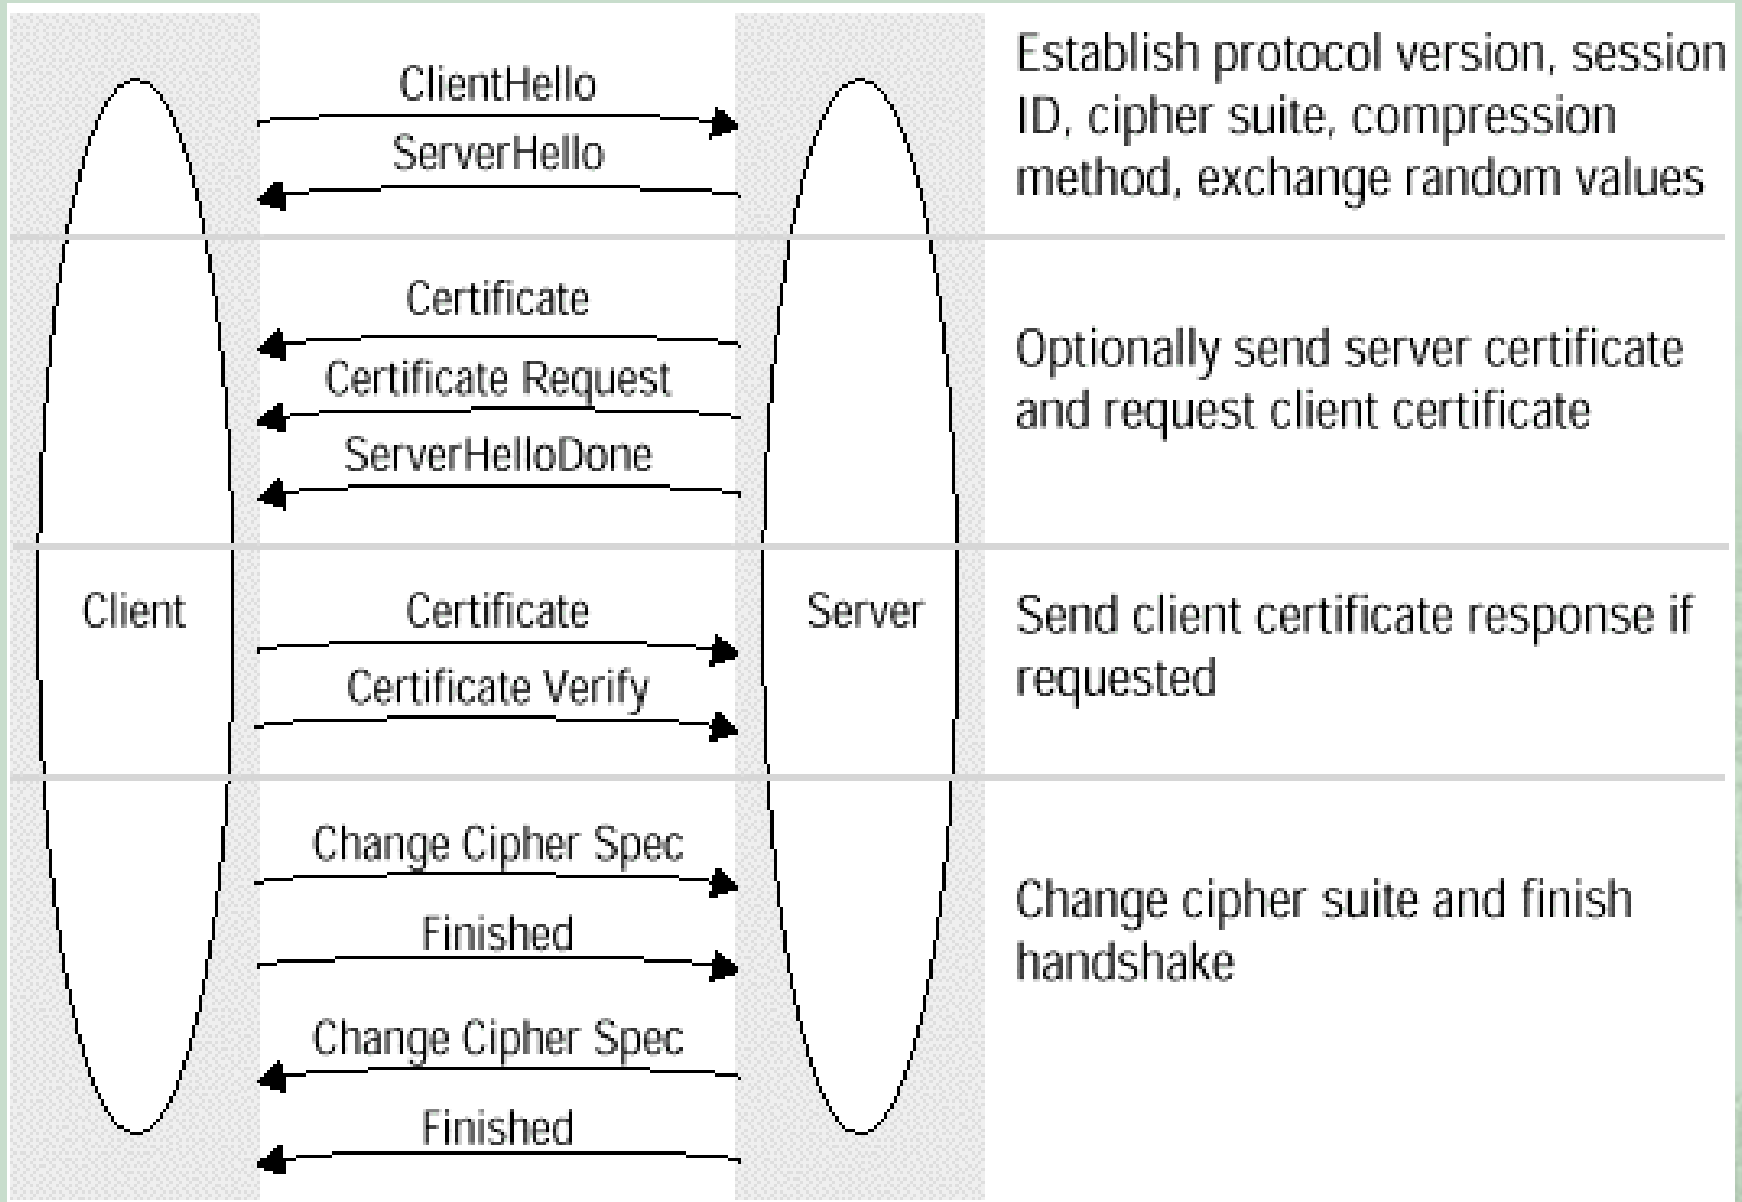 ClientHello
ServerHello
Establish protocol version, session
ID, cipher suite, compression
method, exchange random values
Certificate
Certificate Request
ServerHelloDone
Optionally send server certificate
and request client certificate
Client
Certificate
Certificate Verify
Server
Send client certificate response if
requested
Change Cipher Spec
Finished
Change Cipher Spec
Finished
Change cipher suite and finish
handshake